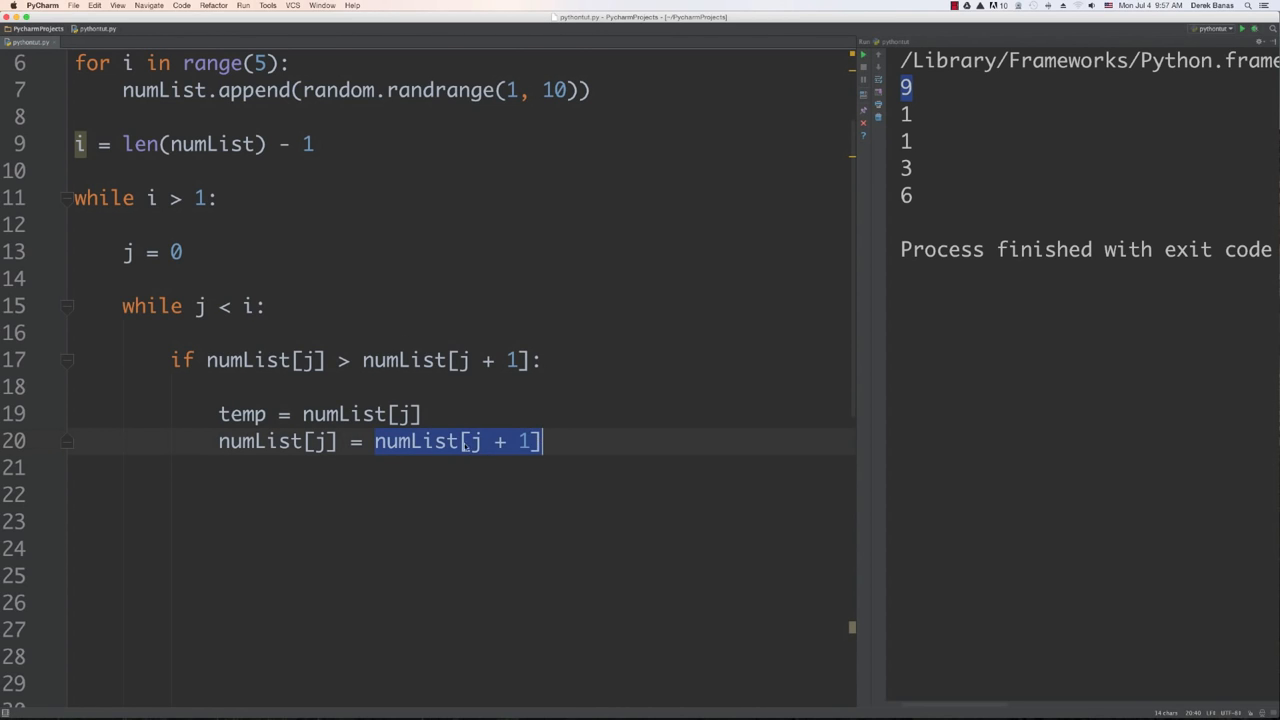 PyCharm File Edit View Navigate Code Refactor Run Tools VCS Window Help 10 Mon Jul 4 9:57 AM Derek Banas
pythontut.py - PycharmProjects - [~/PycharmProjects]
PycharmProjects pythontut.py pythontut
pythontut.py Run: pythontut
6 for i in range(5):
7 numList.append(random.randrange(1, 10))
8
9 i = len(numList) - 1
10
11 while i > 1:
12
13 j = 0
14
15 while j < i:
16
17 if numList[j] > numList[j + 1]:
18
19 temp = numList[j]
20 numList[j] = numList[j + 1]
21
22
23
24
25
26
27
28
29
/Library/Frameworks/Python.frame
9
1
1
3
6
Process finished with exit code
14 chars 20:40 LF÷ UTF-8÷